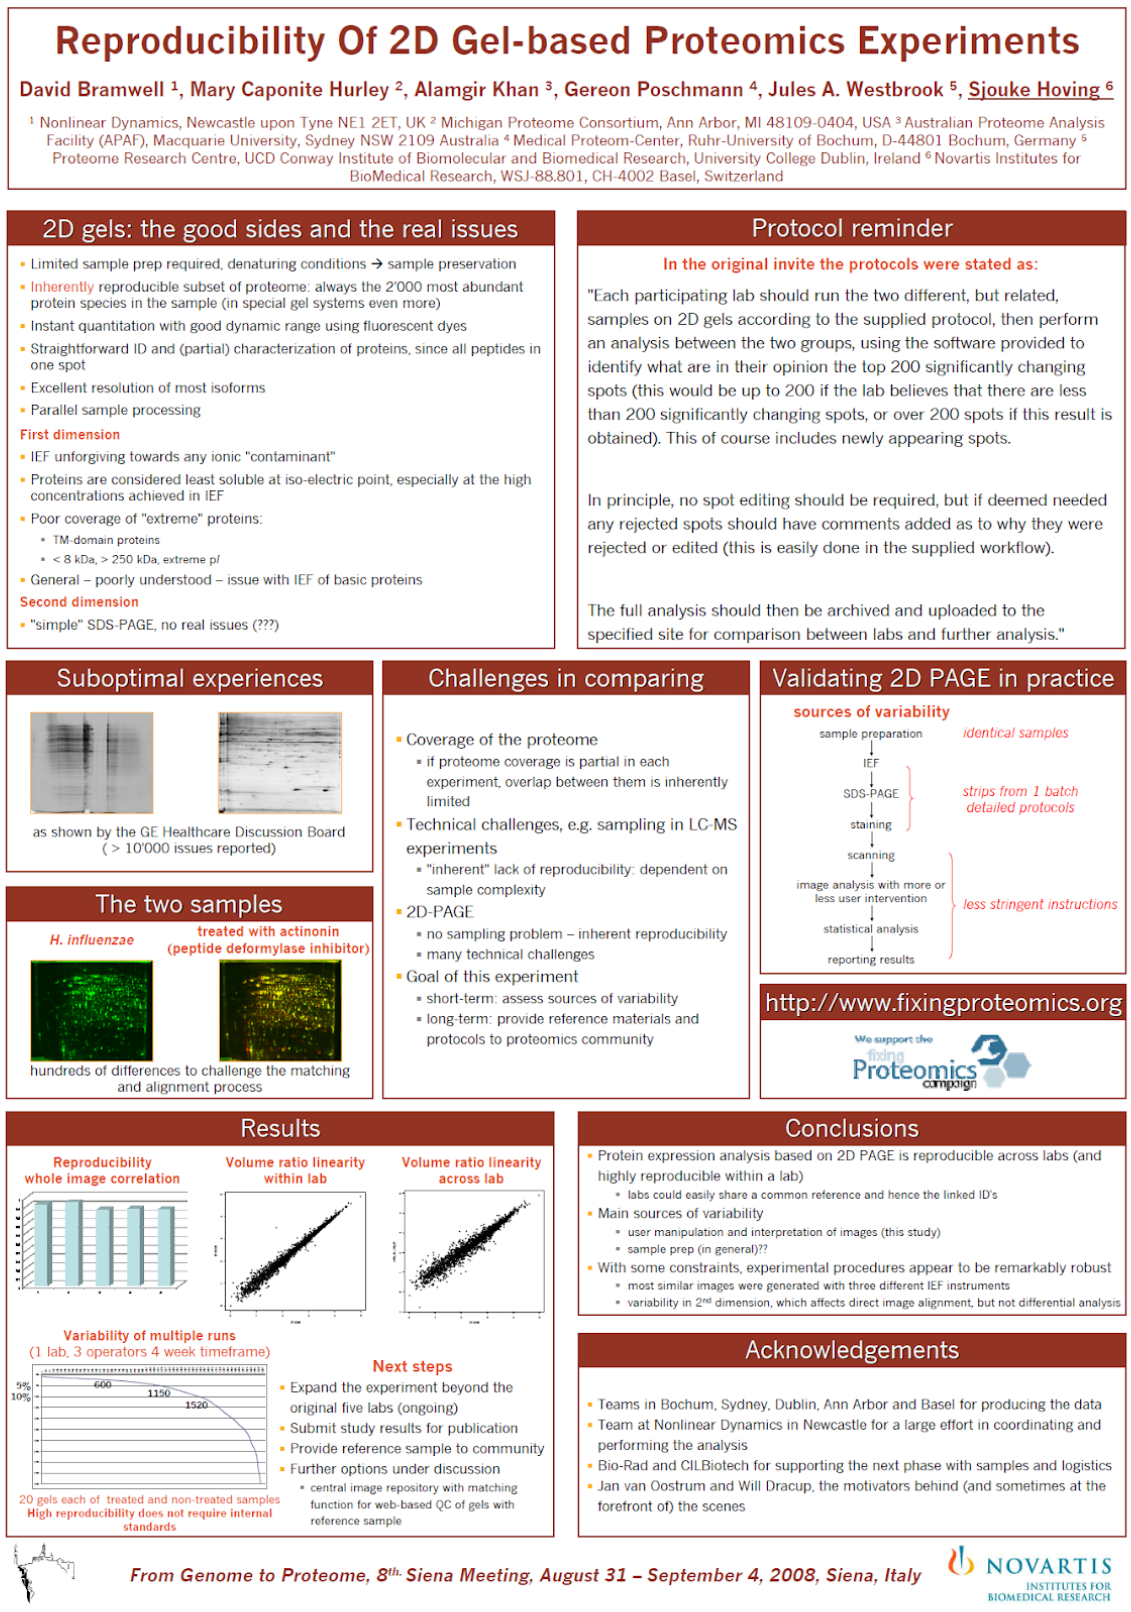 Reproducibility Of 2D Gel-based Proteomics Experiments
David Bramwell 1, Mary Caponite Hurley 2, Alamgir Khan 3, Gereon Poschmann 4, Jules A. Westbrook 5, Sjouke Hoving 6
1 Nonlinear Dynamics, Newcastle upon Tyne NE1 2ET, UK 2 Michigan Proteome Consortium, Ann Arbor, MI 48109-0404, USA 3 Australian Proteome Analysis
Facility (APAF), Macquarie University, Sydney NSW 2109 Australia 4 Medical Proteom-Center, Ruhr-University of Bochum, D-44801 Bochum, Germany 5
Proteome Research Centre, UCD Conway Institute of Biomolecular and Biomedical Research, University College Dublin, Ireland 6 Novartis Institutes for
BioMedical Research, WSJ-88.801, CH-4002 Basel, Switzerland
2D gels: the good sides and the real issues
Limited sample prep required, denaturing conditions → sample preservation
Inherently reproducible subset of proteome: always the 2'000 most abundant
protein species in the sample (in special gel systems even more)
Instant quantitation with good dynamic range using fluorescent dyes
Straightforward ID and (partial) characterization of proteins, since all peptides in
one spot
Excellent resolution of most isoforms
Parallel sample processing
First dimension
IEF unforgiving towards any ionic "contaminant"
Proteins are considered least soluble at iso-electric point, especially at the high
concentrations achieved in IEF
Poor coverage of "extreme" proteins:
TM-domain proteins
< 8 kDa, > 250 kDa, extreme pI
General – poorly understood – issue with IEF of basic proteins
Second dimension
"simple" SDS-PAGE, no real issues (???)
Protocol reminder
In the original invite the protocols were stated as:
"Each participating lab should run the two different, but related,
samples on 2D gels according to the supplied protocol, then perform
an analysis between the two groups, using the software provided to
identify what are in their opinion the top 200 significantly changing
spots (this would be up to 200 if the lab believes that there are less
than 200 significantly changing spots, or over 200 spots if this result is
obtained). This of course includes newly appearing spots.
In principle, no spot editing should be required, but if deemed needed
any rejected spots should have comments added as to why they were
rejected or edited (this is easily done in the supplied workflow).
The full analysis should then be archived and uploaded to the
specified site for comparison between labs and further analysis."
Suboptimal experiences
as shown by the GE Healthcare Discussion Board
( > 10'000 issues reported)
The two samples
H. influenzae
treated with actinonin
(peptide deformylase inhibitor)
hundreds of differences to challenge the matching
and alignment process
Challenges in comparing
Coverage of the proteome
if proteome coverage is partial in each
experiment, overlap between them is inherently
limited
Technical challenges, e.g. sampling in LC-MS
experiments
"inherent" lack of reproducibility: dependent on
sample complexity
2D-PAGE
no sampling problem – inherent reproducibility
many technical challenges
Goal of this experiment
short-term: assess sources of variability
long-term: provide reference materials and
protocols to proteomics community
Validating 2D PAGE in practice
sources of variability
sample preparation
identical samples
IEF
SDS-PAGE
strips from 1 batch
detailed protocols
staining
scanning
image analysis with more or
less user intervention
less stringent instructions
statistical analysis
reporting results
http://www.fixingproteomics.org
We support the
fixing
Proteomics
campaign
Results
Reproducibility
whole image correlation
Volume ratio linearity
within lab
Volume ratio linearity
across lab
Variability of multiple runs
(1 lab, 3 operators 4 week timeframe)
5%
10%
600
1150
1520
20 gels each of treated and non-treated samples
High reproducibility does not require internal
standards
Next steps
Expand the experiment beyond the
original five labs (ongoing)
Submit study results for publication
Provide reference sample to community
Further options under discussion
central image repository with matching
function for web-based QC of gels with
reference sample
Conclusions
Protein expression analysis based on 2D PAGE is reproducible across labs (and
highly reproducible within a lab)
labs could easily share a common reference and hence the linked ID's
Main sources of variability
user manipulation and interpretation of images (this study)
sample prep (in general)??
With some constraints, experimental procedures appear to be remarkably robust
most similar images were generated with three different IEF instruments
variability in 2nd dimension, which affects direct image alignment, but not differential analysis
Acknowledgements
Teams in Bochum, Sydney, Dublin, Ann Arbor and Basel for producing the data
Team at Nonlinear Dynamics in Newcastle for a large effort in coordinating and
performing the analysis
Bio-Rad and CILBiotech for supporting the next phase with samples and logistics
Jan van Oostrum and Will Dracup, the motivators behind (and sometimes at the
forefront of) the scenes
From Genome to Proteome, 8th. Siena Meeting, August 31 – September 4, 2008, Siena, Italy
NOVARTIS
INSTITUTES FOR
BIOMEDICAL RESEARCH